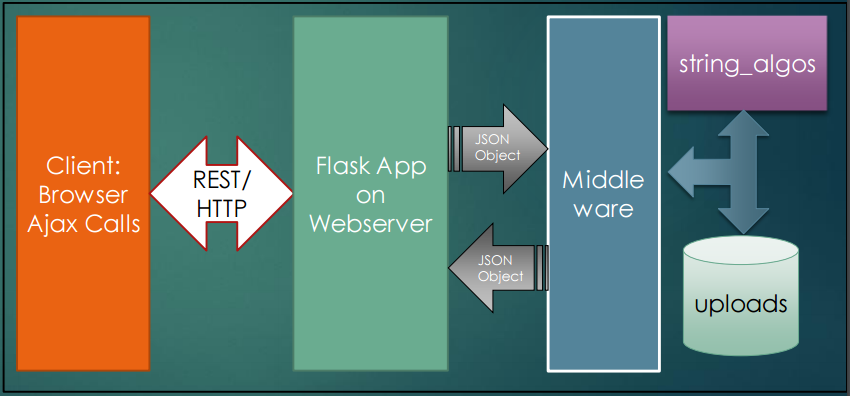 Client:
Browser
Ajax Calls
REST/
HTTP
Flask App
on
Webserver
JSON
Object
JSON
Object
Middle
ware
string_algos
uploads